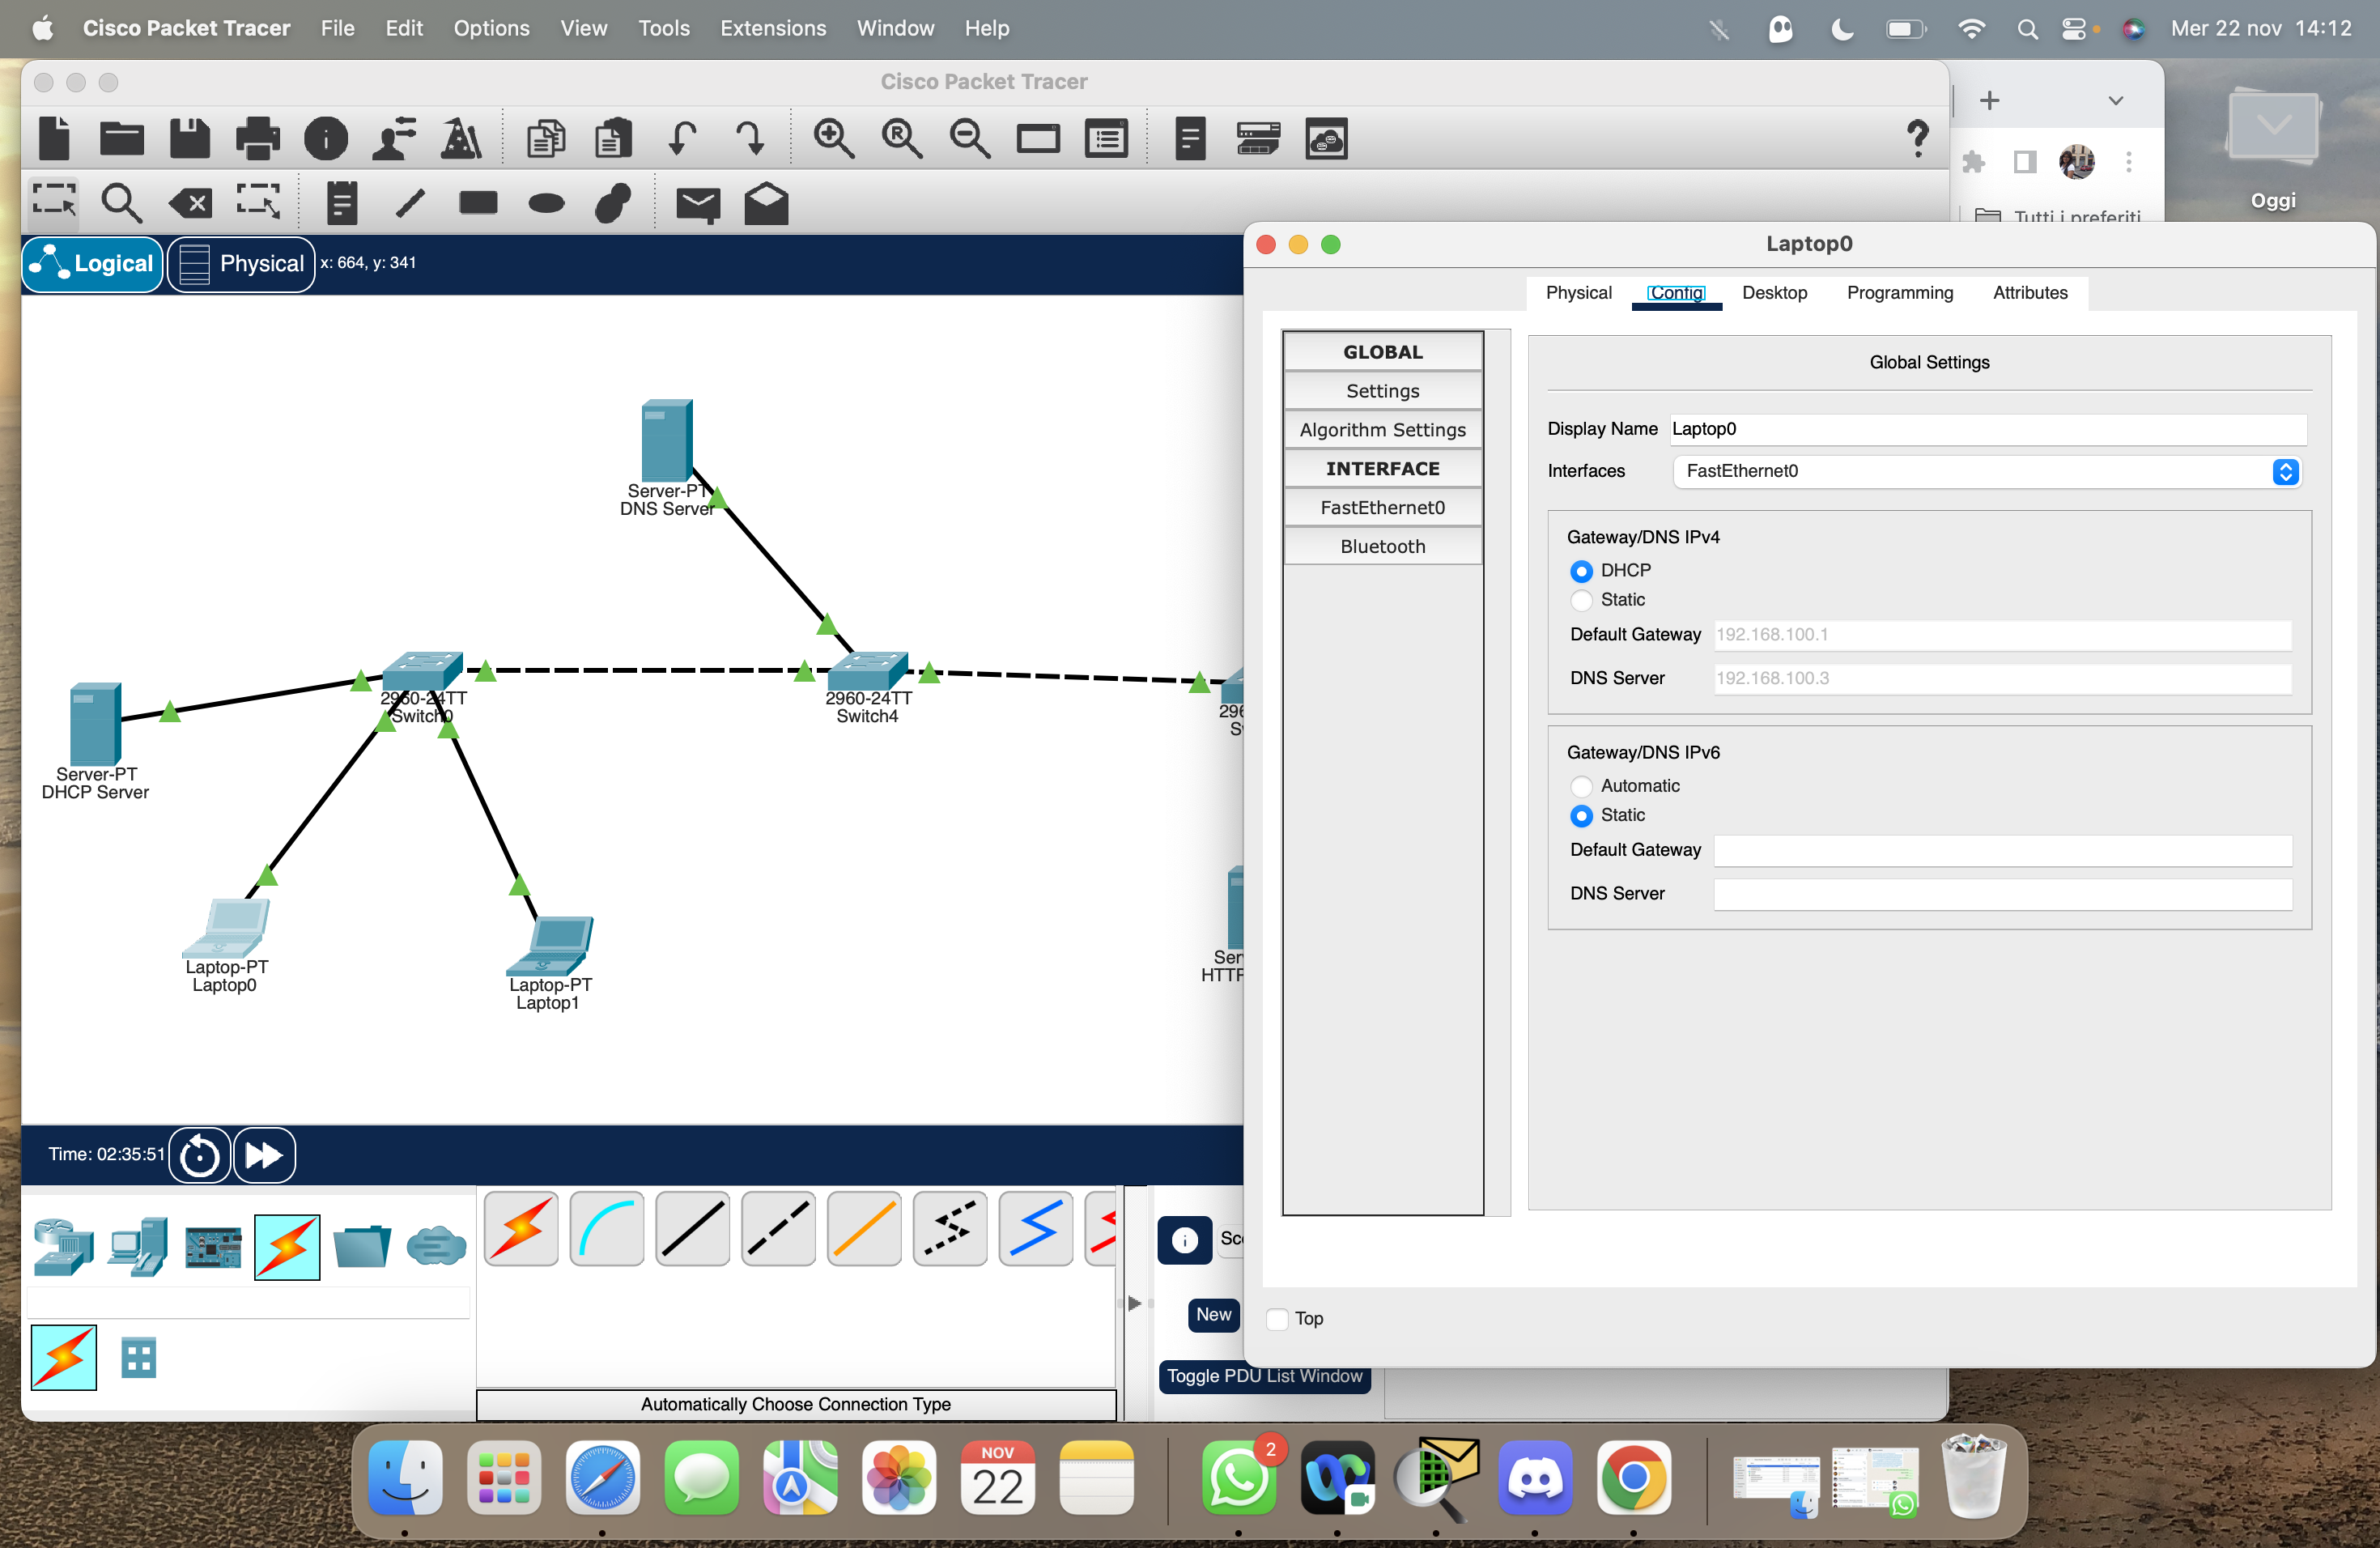 Cisco Packet Tracer File Edit Options View Tools Extensions Window Help Mer 22 nov 14:12
Cisco Packet Tracer
Tutti i preferiti
Oggi
Logical Physical x: 664, y: 341
Laptop0
Physical Config Desktop Programming Attributes
GLOBAL
Settings
Algorithm Settings
INTERFACE
FastEthernet0
Bluetooth
Global Settings
Display Name Laptop0
Interfaces FastEthernet0
Gateway/DNS IPv4
DHCP
Static
Default Gateway 192.168.100.1
DNS Server 192.168.100.3
Gateway/DNS IPv6
Automatic
Static
Default Gateway
DNS Server
Top
Server-PT
DNS Server
2960-24TT
Switch0
2960-24TT
Switch4
296
S
Server-PT
DHCP Server
Laptop-PT
Laptop0
Laptop-PT
Laptop1
Ser
HTTP
Time: 02:35:51
Sce
New
Toggle PDU List Window
Automatically Choose Connection Type
NOV
22
2